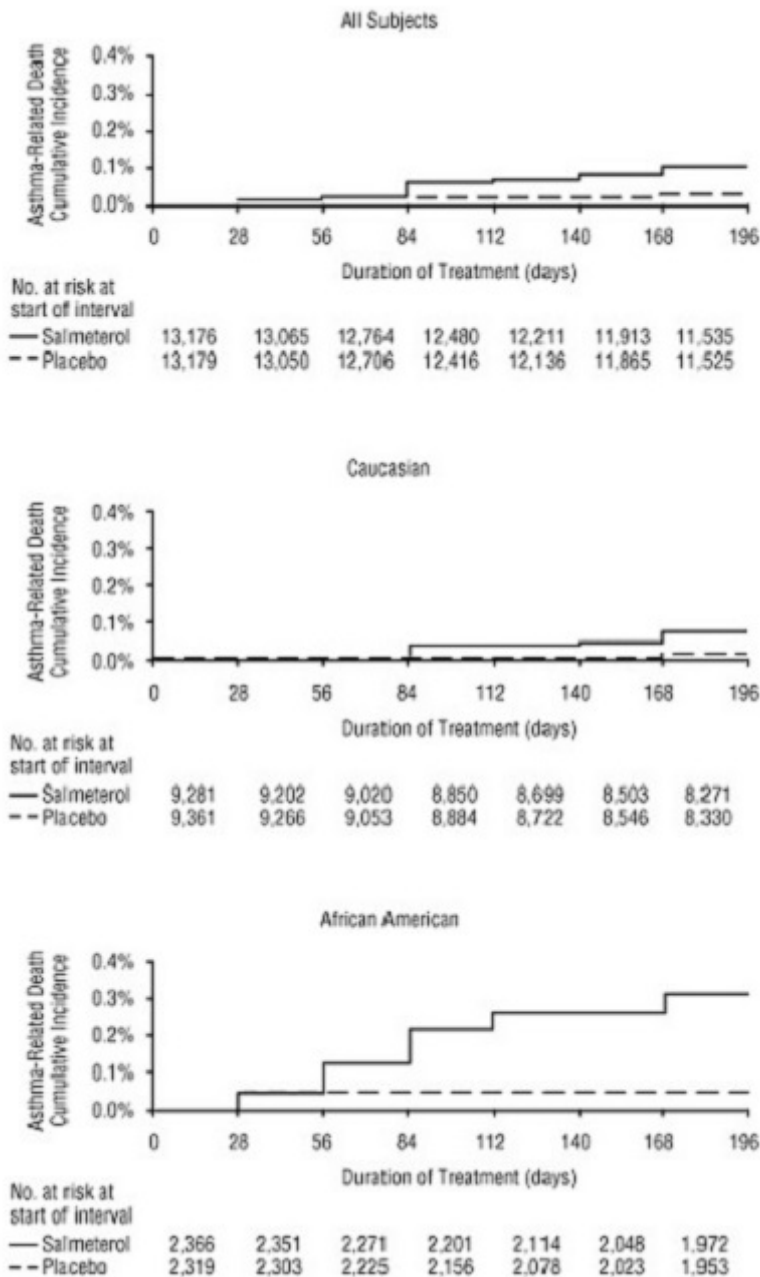 All Subjects
Asthma-Related Death
Cumulative Incidence
0.4%
0.3%
0.2%
0.1%
0.0%
0 28 56 84 112 140 168 196
Duration of Treatment (days)
No. at risk at
start of interval
Salmeterol 13,176 13,065 12,764 12,480 12,211 11,913 11,535
Placebo 13,179 13,050 12,706 12,416 12,136 11,865 11,525
Caucasian
Asthma-Related Death
Cumulative Incidence
0.4%
0.3%
0.2%
0.1%
0.0%
0 28 56 84 112 140 168 196
Duration of Treatment (days)
No. at risk at
start of interval
Salmeterol 9,281 9,202 9,020 8,850 8,699 8,503 8,271
Placebo 9,361 9,266 9,053 8,884 8,722 8,546 8,330
African American
Asthma-Related Death
Cumulative Incidence
0.4%
0.3%
0.2%
0.1%
0.0%
0 28 56 84 112 140 168 196
Duration of Treatment (days)
No. at risk at
start of interval
Salmeterol 2,366 2,351 2,271 2,201 2,114 2,048 1,972
Placebo 2,319 2,303 2,225 2,156 2,078 2,023 1,953